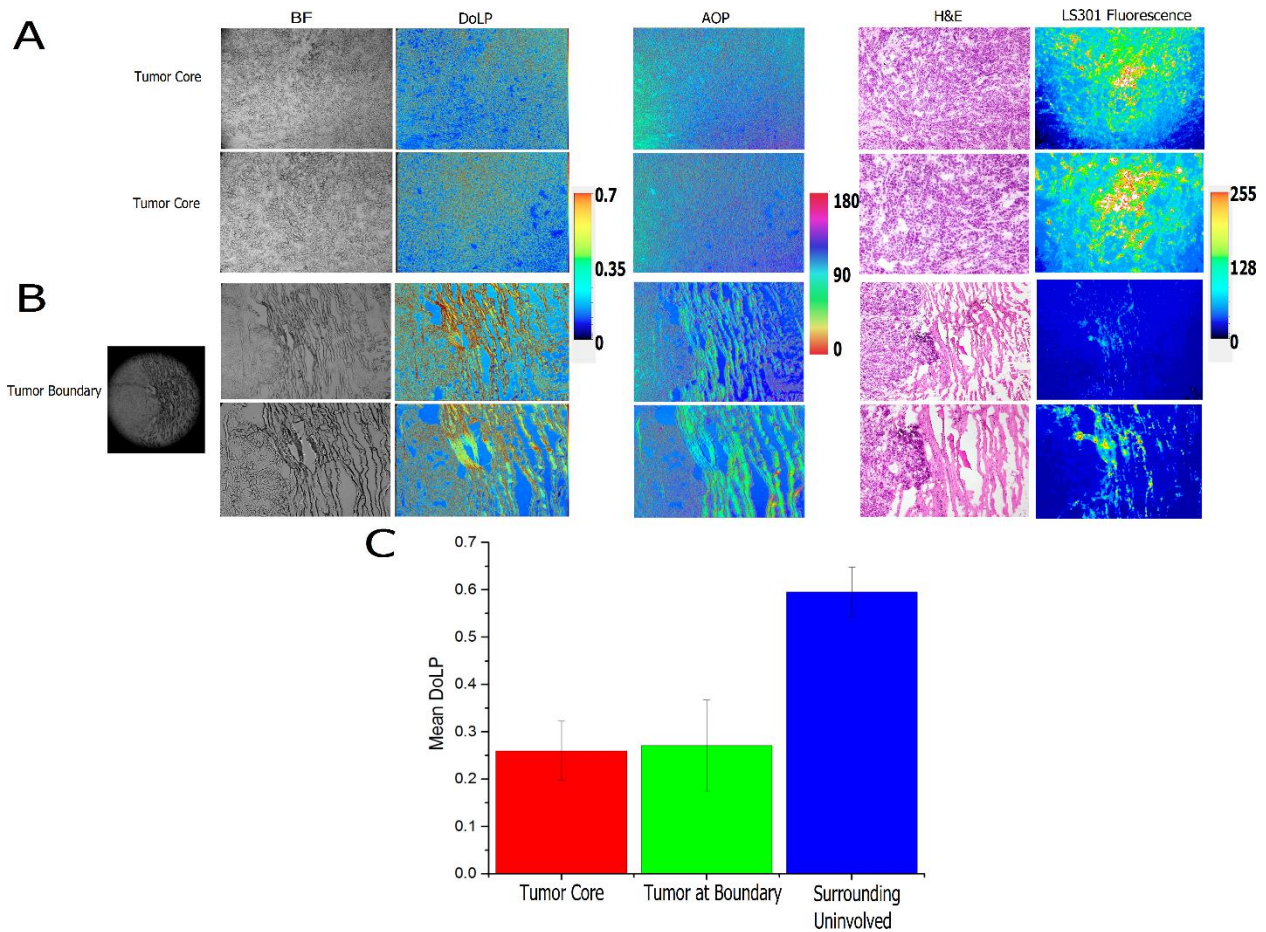 A
BF
DoLP
AOP
H&E
LS301 Fluorescence
Tumor Core
Tumor Core
0.7
0.35
0
180
90
0
255
128
0
B
Tumor Boundary
C
0.7
0.6
0.5
0.4
0.3
0.2
0.1
0.0
Mean DoLP
Tumor Core
Tumor at Boundary
Surrounding
Uninvolved